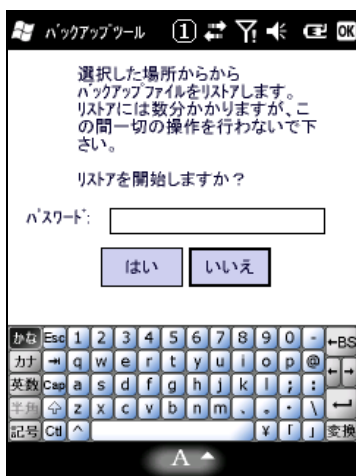 ﾊﾞｯｸｱｯﾌﾟﾂｰﾙ 1 OK
選択した場所からから
ﾊﾞｯｸｱｯﾌﾟﾌｧｲﾙをﾘｽﾄｱします。
ﾘｽﾄｱには数分かかりますが、こ
の間一切の操作を行わないで下
さい。
ﾘｽﾄｱを開始しますか？
ﾊﾟｽﾜｰﾄﾞ:
はい いいえ
かな Esc 1 2 3 4 5 6 7 8 9 0 - ←BS
カナ q w e r t y u i o p @
英数 Cap a s d f g h j k l ; : ← →
半角 z x c v b n m 、 。 ・ \
記号 Ctl ^ ¥ 「 」 変換
A